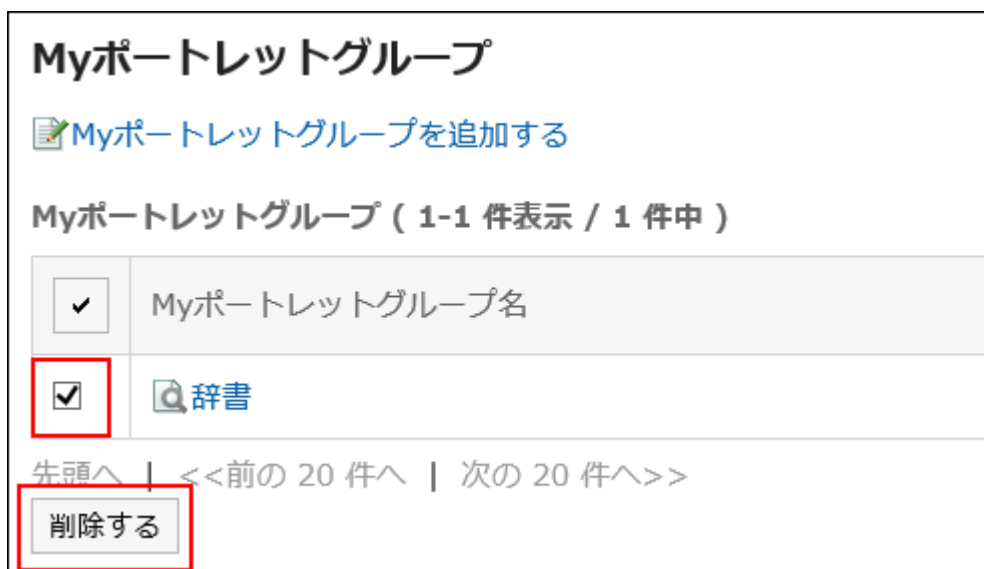 Myポートレットグループ
Myポートレットグループを追加する
Myポートレットグループ ( 1-1 件表示 / 1 件中 )
Myポートレットグループ名
辞書
先頭へ | <<前の 20 件へ | 次の 20 件へ>>
削除する